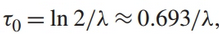 τ₀ = ln 2/λ ≈ 0.693/λ,